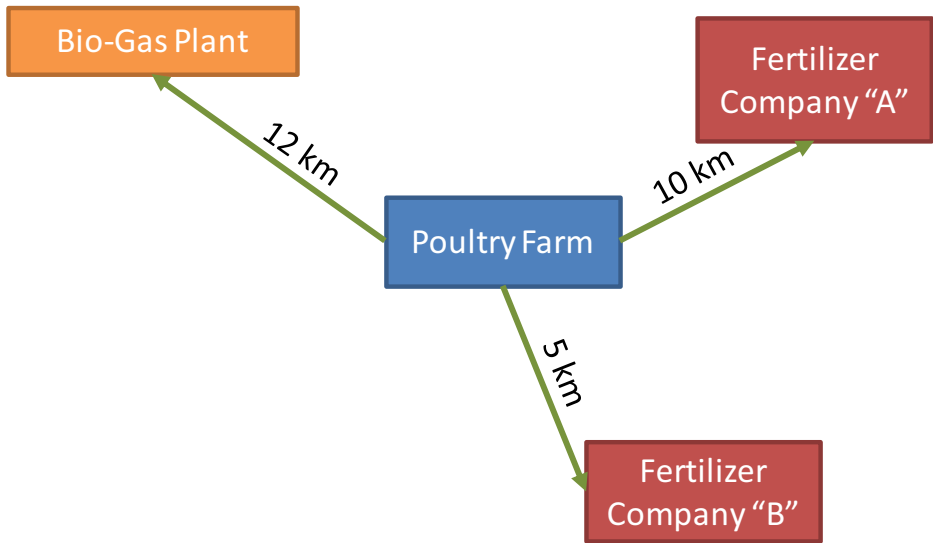 Bio-Gas Plant
Fertilizer
Company “A”
12 km
10 km
Poultry Farm
5 km
Fertilizer
Company “B”